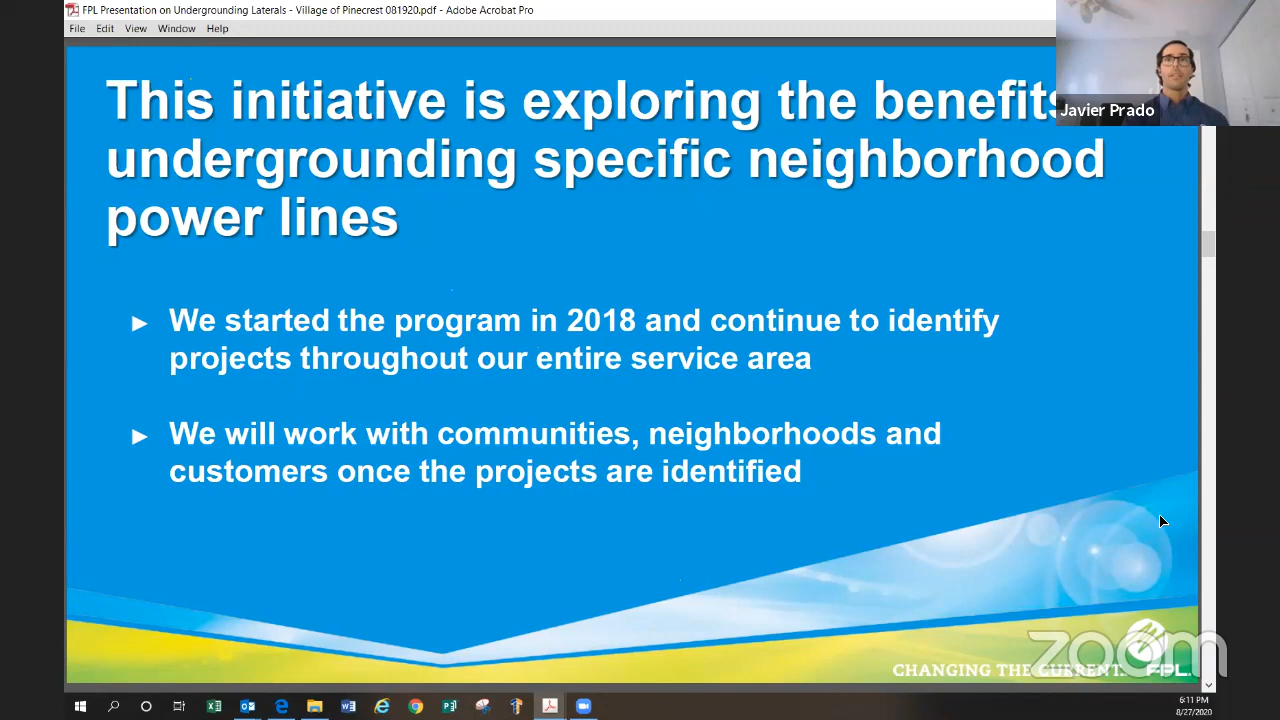 FPL Presentation on Undergrounding Laterals - Village of Pinecrest 081920.pdf - Adobe Acrobat Pro
File Edit View Window Help
Javier Prado
This initiative is exploring the benefits
undergrounding specific neighborhood
power lines
► We started the program in 2018 and continue to identify
projects throughout our entire service area
► We will work with communities, neighborhoods and
customers once the projects are identified
CHANGING THE CURRENT. FPL.
zoom
6:11 PM
8/27/2020